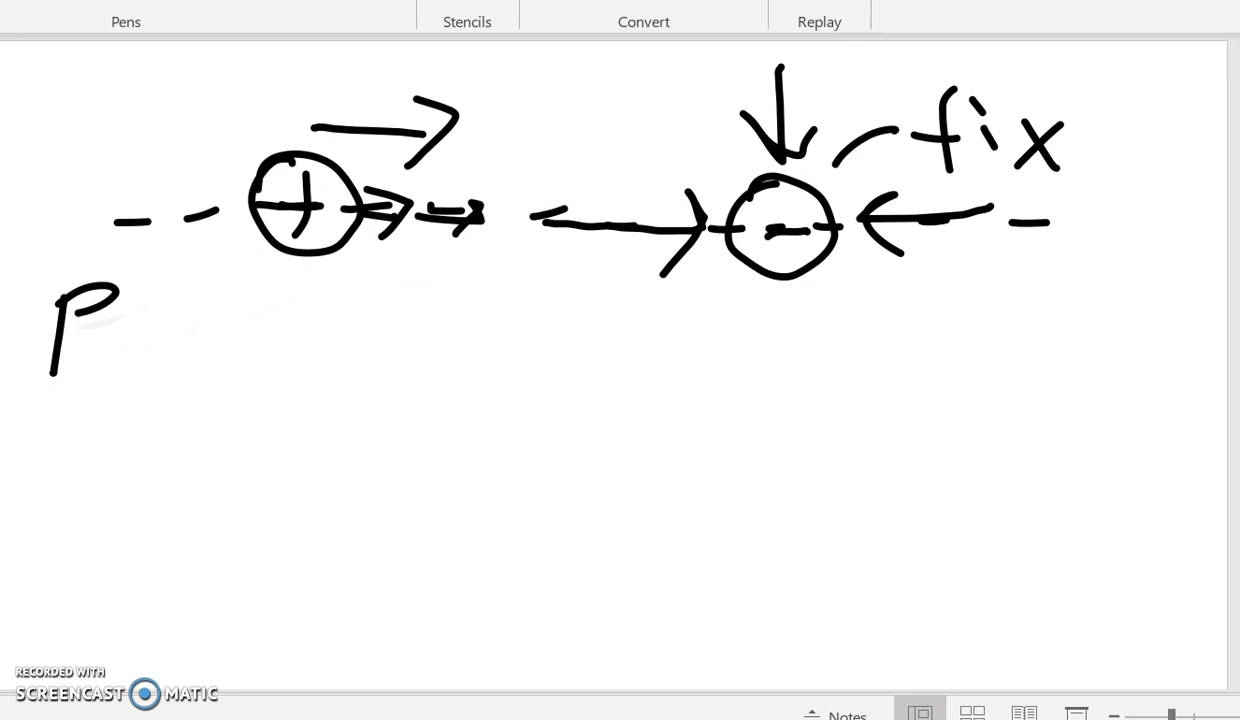 Pens Stencils Convert Replay
fix
+ -
P
RECORDED WITH
SCREENCAST MATIC
Notes